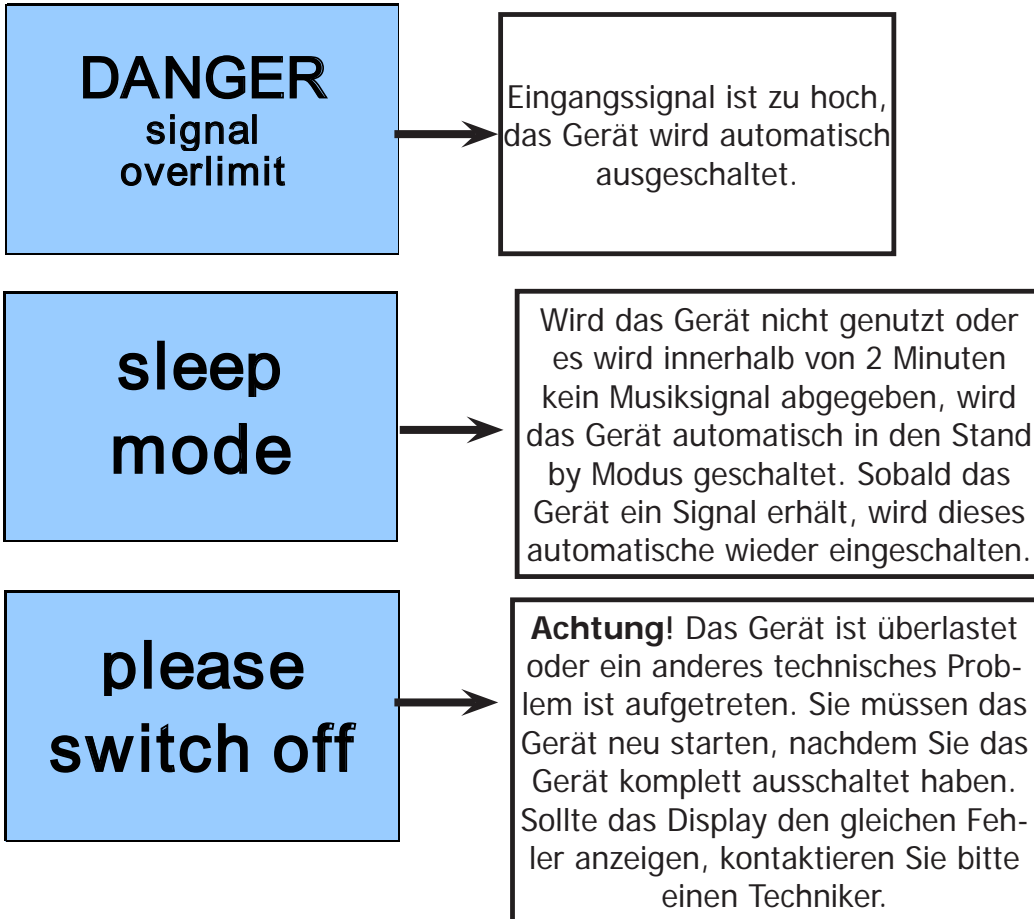 DANGER
signal
overlimit
Eingangssignal ist zu hoch,
das Gerät wird automatisch
ausgeschaltet.
sleep
mode
Wird das Gerät nicht genutzt oder
es wird innerhalb von 2 Minuten
kein Musiksignal abgegeben, wird
das Gerät automatisch in den Stand
by Modus geschaltet. Sobald das
Gerät ein Signal erhält, wird dieses
automatische wieder eingeschalten.
please
switch off
Achtung! Das Gerät ist überlastet
oder ein anderes technisches Prob-
lem ist aufgetreten. Sie müssen das
Gerät neu starten, nachdem Sie das
Gerät komplett ausschaltet haben.
Sollte das Display den gleichen Feh-
ler anzeigen, kontaktieren Sie bitte
einen Techniker.